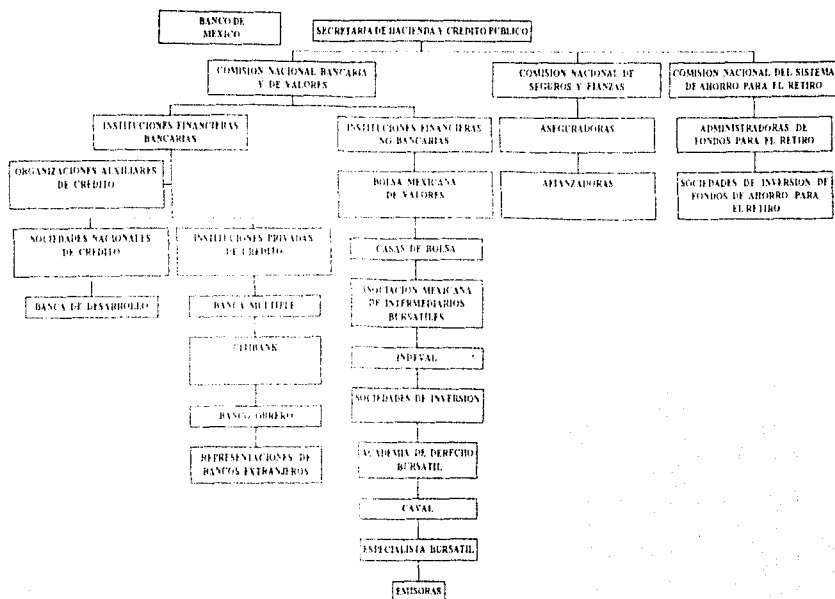 BANCO DE
MEXICO
SECRETARIA DE HACIENDA Y CREDITO PUBLICO
COMISION NACIONAL BANCARIA
Y DE VALORES
COMISION NACIONAL DE
SEGUROS Y FIANZAS
COMISION NACIONAL DEL SISTEMA
DE AHORRO PARA EL RETIRO
INSTITUCIONES FINANCIERAS
BANCARIAS
INSTITUCIONES FINANCIERAS
NO BANCARIAS
ASEGURADORAS
ADMINISTRADORAS DE
FONDOS PARA EL RETIRO
ORGANIZACIONES AUXILIARES
DE CREDITO
BOLSA MEXICANA
DE VALORES
AFIANZADORAS
SOCIEDADES DE INVERSION DE
FONDOS DE AHORRO PARA
EL RETIRO
SOCIEDADES NACIONALES
DE CREDITO
INSTITUCIONES PRIVADAS
DE CREDITO
CASAS DE BOLSA
BANCA DE DESARROLLO
BANCA MULTIPLE
ASOCIACION MEXICANA
DE INTERMEDIARIOS
BURSATILES
CITIBANK
INDEVAL
BANCO OBRERO
SOCIEDADES DE INVERSION
REPRESENTACIONES DE
BANCOS EXTRANJEROS
ACADEMIA DE DERECHO
BURSATIL
CAVAL
ESPECIALISTA BURSATIL
EMISORAS